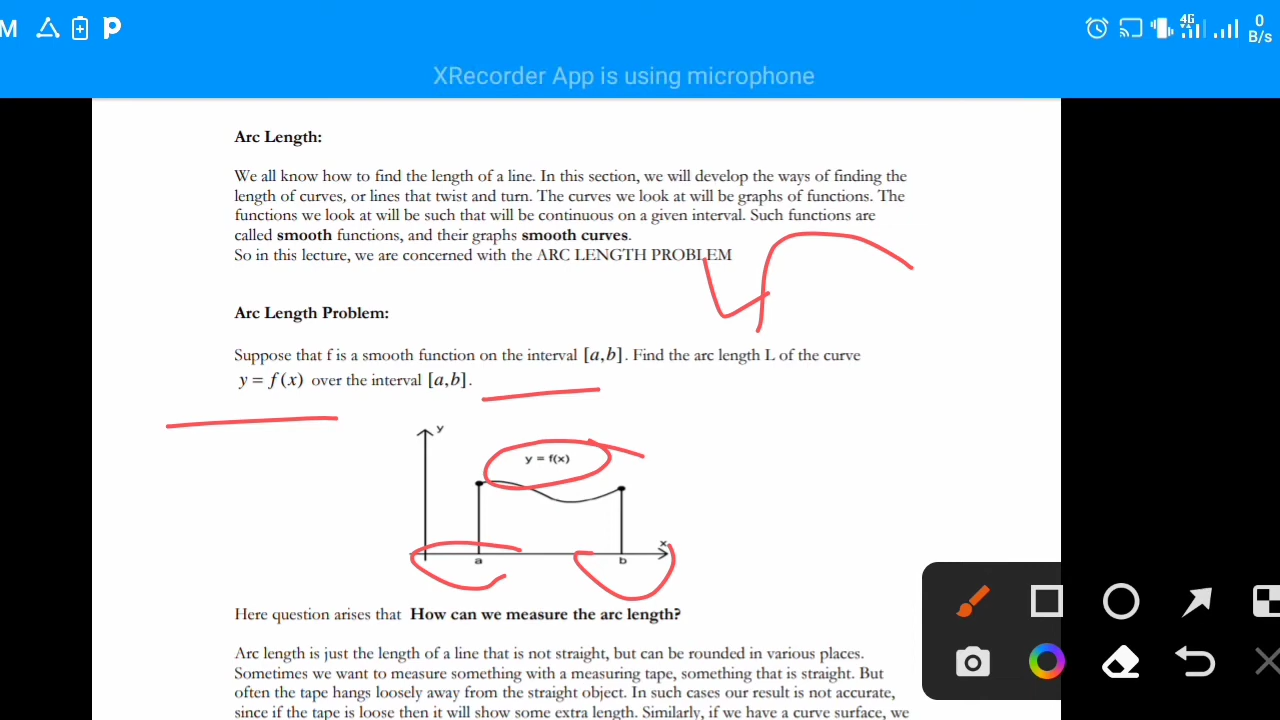 M
4G
0
B/s
XRecorder App is using microphone
Arc Length:
We all know how to find the length of a line. In this section, we will develop the ways of finding the
length of curves, or lines that twist and turn. The curves we look at will be graphs of functions. The
functions we look at will be such that will be continuous on a given interval. Such functions are
called smooth functions, and their graphs smooth curves.
So in this lecture, we are concerned with the ARC LENGTH PROBLEM
Arc Length Problem:
Suppose that f is a smooth function on the interval [a,b]. Find the arc length L of the curve
y = f(x) over the interval [a,b].
y
y = f(x)
x
a
b
Here question arises that How can we measure the arc length?
Arc length is just the length of a line that is not straight, but can be rounded in various places.
Sometimes we want to measure something with a measuring tape, something that is straight. But
often the tape hangs loosely away from the straight object. In such cases our result is not accurate,
since if the tape is loose then it will show some extra length. Similarly, if we have a curve surface, we